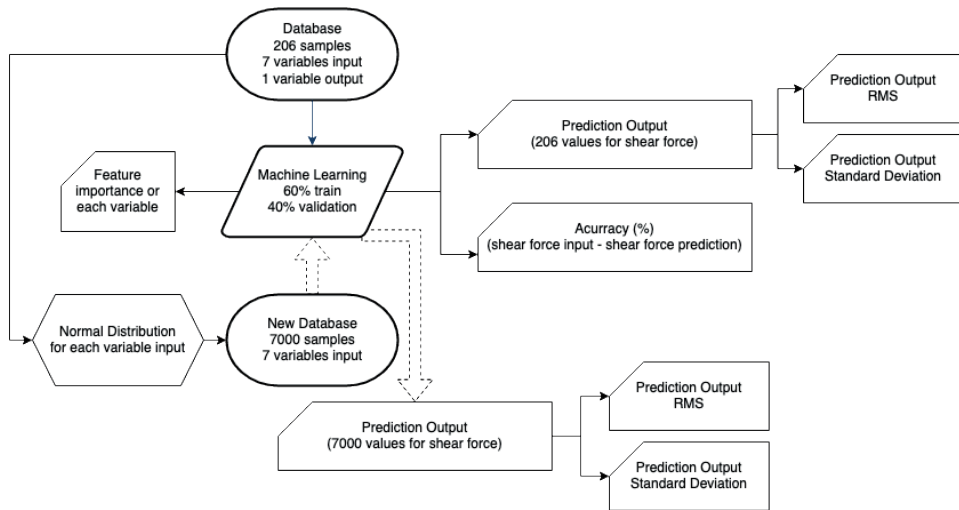 Database
206 samples
7 variables input
1 variable output
Prediction Output
RMS
Prediction Output
(206 values for shear force)
Prediction Output
Standard Deviation
Feature
importance or
each variable
Machine Learning
60% train
40% validation
Acurracy (%)
(shear force input - shear force prediction)
Normal Distribution
for each variable input
New Database
7000 samples
7 variables input
Prediction Output
RMS
Prediction Output
(7000 values for shear force)
Prediction Output
Standard Deviation